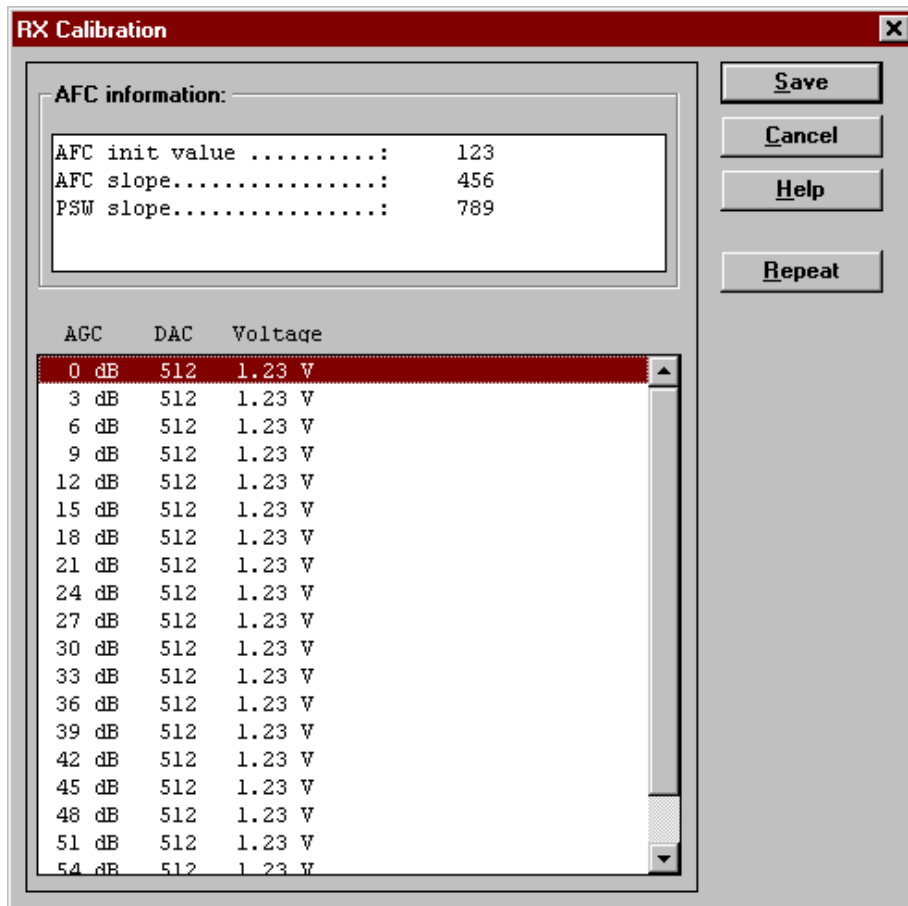 RX Calibration
AFC information:
AFC init value ..........: 123
AFC slope................: 456
PSW slope................: 789
Save
Cancel
Help
Repeat
AGC DAC Voltage
0 dB 512 1.23 V
3 dB 512 1.23 V
6 dB 512 1.23 V
9 dB 512 1.23 V
12 dB 512 1.23 V
15 dB 512 1.23 V
18 dB 512 1.23 V
21 dB 512 1.23 V
24 dB 512 1.23 V
27 dB 512 1.23 V
30 dB 512 1.23 V
33 dB 512 1.23 V
36 dB 512 1.23 V
39 dB 512 1.23 V
42 dB 512 1.23 V
45 dB 512 1.23 V
48 dB 512 1.23 V
51 dB 512 1.23 V
54 dB 512 1.23 V